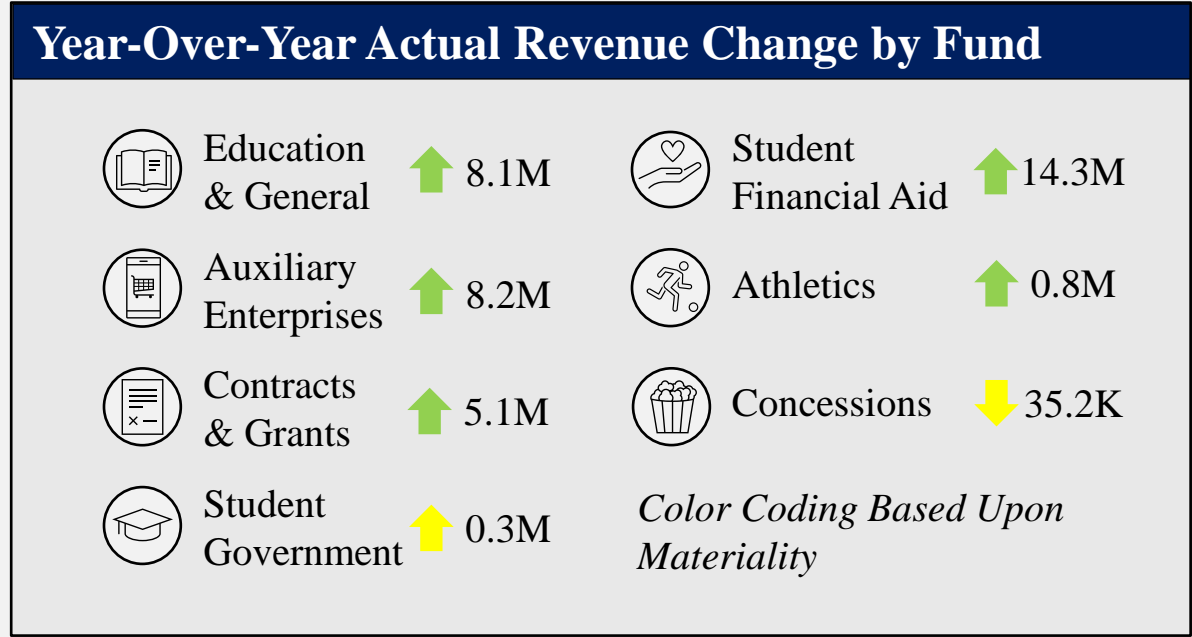 Year-Over-Year Actual Revenue Change by Fund
Education
& General
8.1M
Auxiliary
Enterprises
8.2M
Contracts
& Grants
5.1M
Student
Government
0.3M
Student
Financial Aid
14.3M
Athletics
0.8M
Concessions
35.2K
Color Coding Based Upon
Materiality